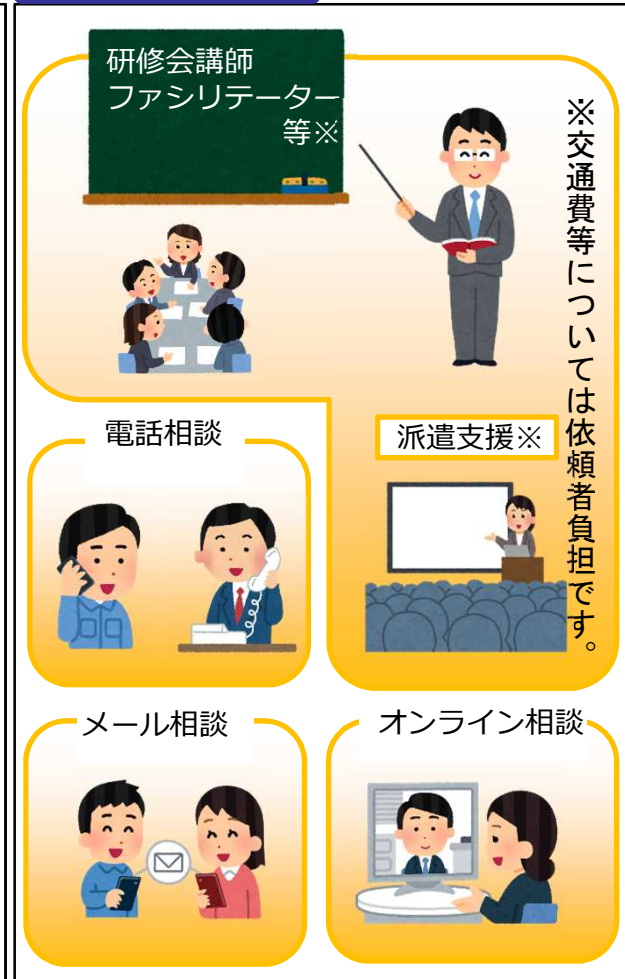 研修会講師
ファシリテーター
等※
※交通費等については依頼者負担です。
電話相談
派遣支援※
メール相談
オンライン相談